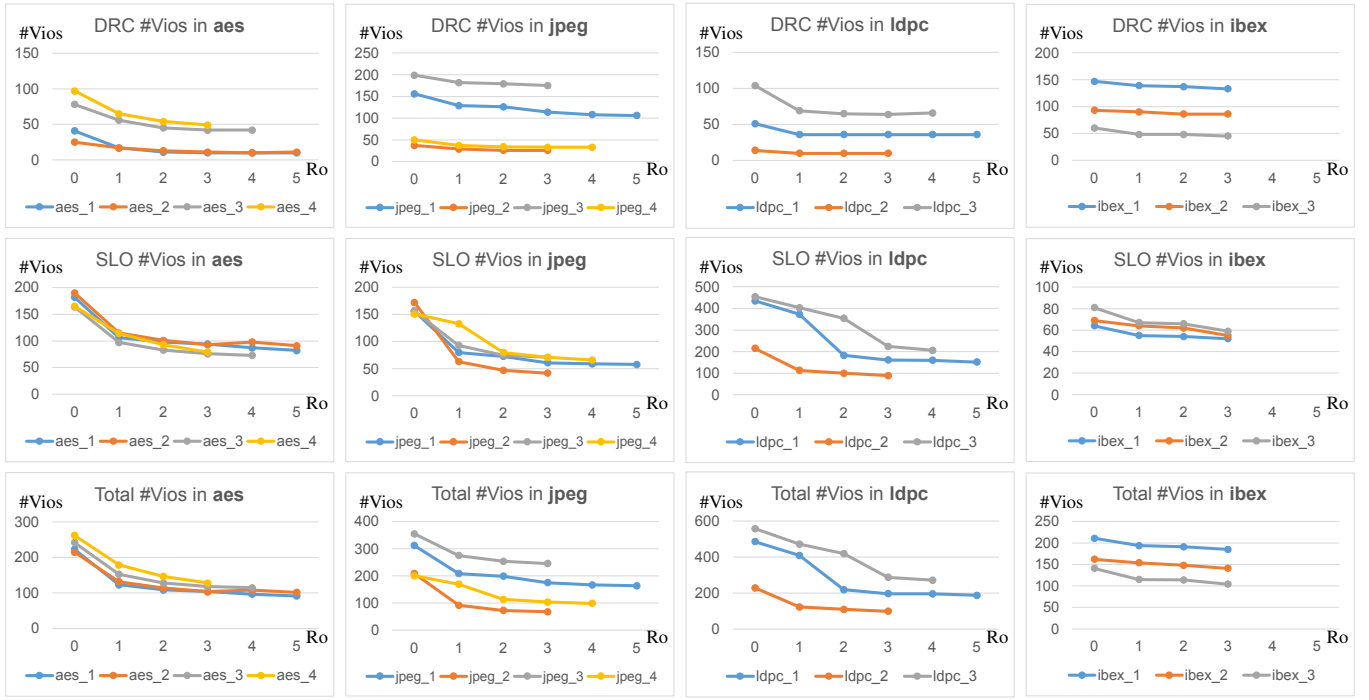 DRC #Vios in aes
#Vios
150
100
50
0
0 1 2 3 4 5
Ro
aes_1 aes_2 aes_3 aes_4
DRC #Vios in jpeg
#Vios
250
200
150
100
50
0
0 1 2 3 4 5
Ro
jpeg_1 jpeg_2 jpeg_3 jpeg_4
DRC #Vios in ldpc
#Vios
150
100
50
0
0 1 2 3 4 5
Ro
ldpc_1 ldpc_2 ldpc_3
DRC #Vios in ibex
#Vios
200
150
100
50
0
0 1 2 3 4 5
Ro
ibex_1 ibex_2 ibex_3
SLO #Vios in aes
#Vios
200
150
100
50
0
0 1 2 3 4 5
Ro
aes_1 aes_2 aes_3 aes_4
SLO #Vios in jpeg
#Vios
200
150
100
50
0
0 1 2 3 4 5
Ro
jpeg_1 jpeg_2 jpeg_3 jpeg_4
SLO #Vios in ldpc
#Vios
500
400
300
200
100
0
0 1 2 3 4 5
Ro
ldpc_1 ldpc_2 ldpc_3
SLO #Vios in ibex
#Vios
100
80
60
40
20
0
0 1 2 3 4 5
Ro
ibex_1 ibex_2 ibex_3
Total #Vios in aes
#Vios
300
200
100
0
0 1 2 3 4 5
Ro
aes_1 aes_2 aes_3 aes_4
Total #Vios in jpeg
#Vios
400
300
200
100
0
0 1 2 3 4 5
Ro
jpeg_1 jpeg_2 jpeg_3 jpeg_4
Total #Vios in ldpc
#Vios
600
400
200
0
0 1 2 3 4 5
Ro
ldpc_1 ldpc_2 ldpc_3
Total #Vios in ibex
#Vios
250
200
150
100
50
0
0 1 2 3 4 5
Ro
ibex_1 ibex_2 ibex_3